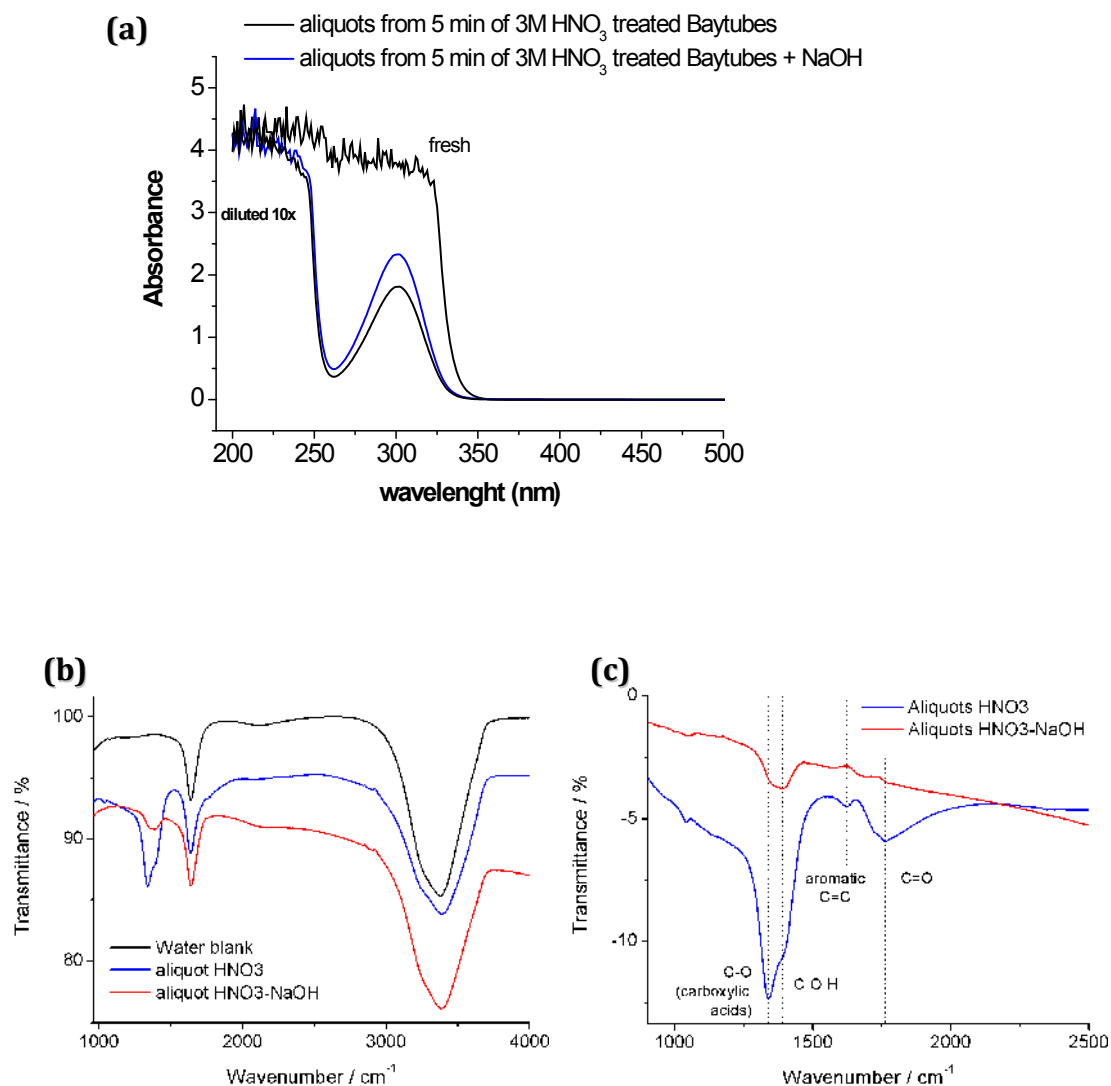 (a)
aliquots from 5 min of 3M HNO3 treated Baytubes
aliquots from 5 min of 3M HNO3 treated Baytubes + NaOH
5
4
3
2
1
0
fresh
diluted 10x
Absorbance
200 250 300 350 400 450 500
wavelenght (nm)
(b)
100
90
80
Transmittance / %
Water blank
aliquot HNO3
aliquot HNO3-NaOH
1000 2000 3000 4000
Wavenumber / cm-1
(c)
0
-5
-10
Transmittance / %
Aliquots HNO3
Aliquots HNO3-NaOH
aromatic
C=C
C=O
C-O
(carboxylic
acids)
C O H
1000 1500 2000 2500
Wavenumber / cm-1